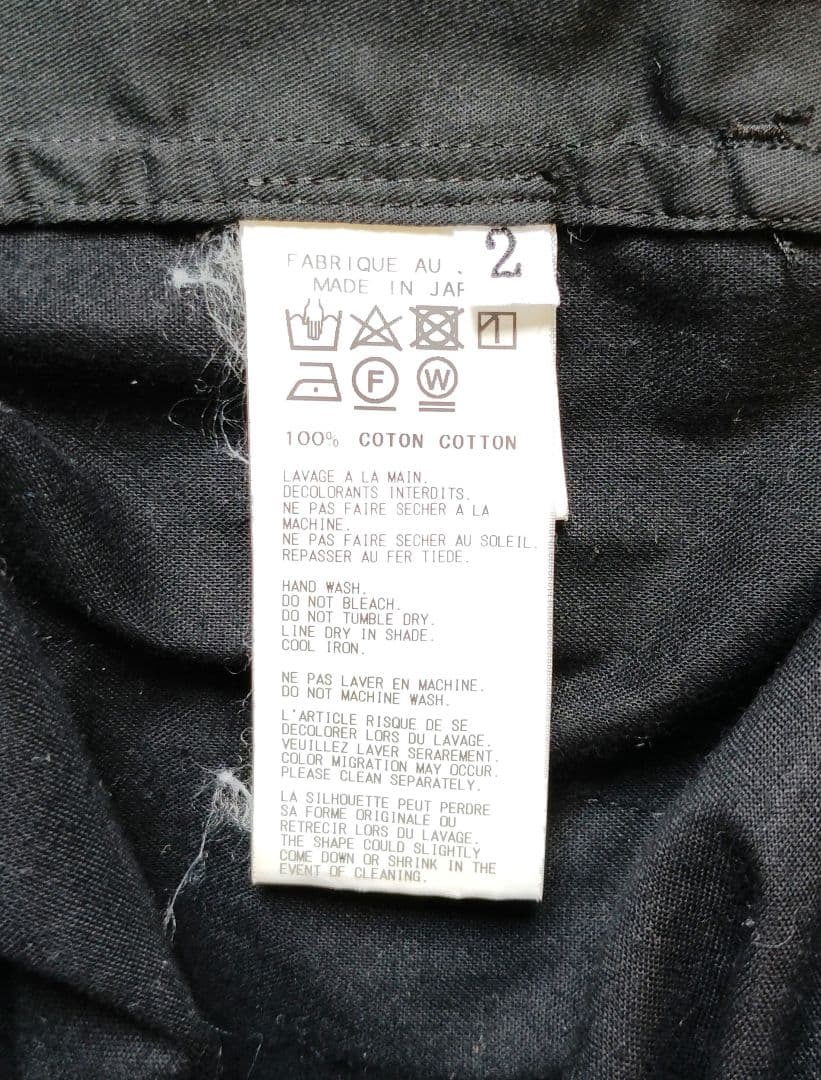 2
FABRIQUE AU
MADE IN JAP
F W
100% COTON COTTON
LAVAGE A LA MAIN.
DECOLORANTS INTERDITS.
NE PAS FAIRE SECHER A LA
MACHINE.
NE PAS FAIRE SECHER AU SOLEIL.
REPASSER AU FER TIEDE.
HAND WASH.
DO NOT BLEACH.
DO NOT TUMBLE DRY.
LINE DRY IN SHADE.
COOL IRON.
NE PAS LAVER EN MACHINE.
DO NOT MACHINE WASH.
L'ARTICLE RISQUE DE SE
DECOLORER LORS DU LAVAGE.
VEUILLEZ LAVER SERAREMENT.
COLOR MIGRATION MAY OCCUR.
PLEASE CLEAN SEPARATELY.
LA SILHOUETTE PEUT PERDRE
SA FORME ORIGINALE OU
RETRECIR LORS DU LAVAGE.
THE SHAPE COULD SLIGHTLY
COME DOWN OR SHRINK IN THE
EVENT OF CLEANING.